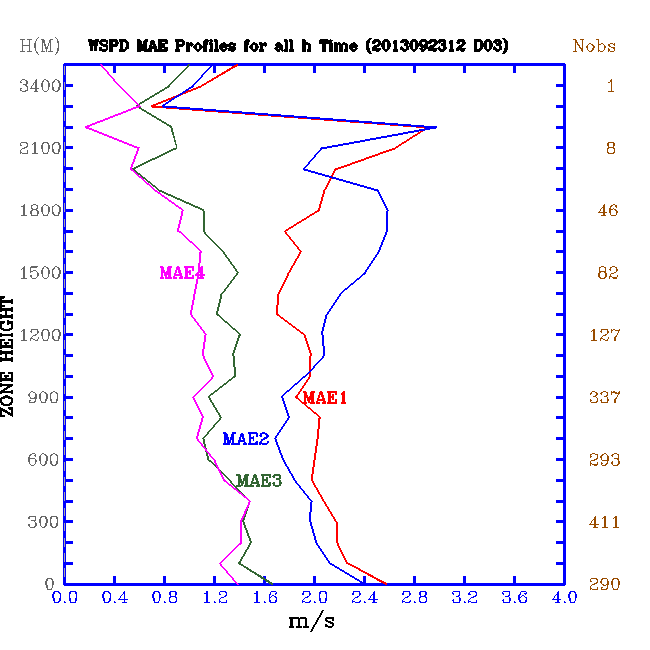 H(M) WSPD MAE Profiles for all h Time (2013092312 D03) Nobs
3400 1
2100 8
1800 46
1500 MAE4 82
1200 127
ZONE HEIGHT
900 MAE1 337
MAE2
600 293
MAE3
300 411
0 290
0.0 0.4 0.8 1.2 1.6 2.0 2.4 2.8 3.2 3.6 4.0
m/s